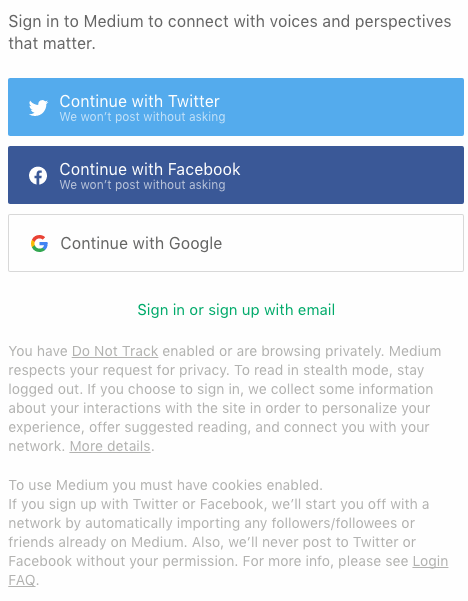 Sign in to Medium to connect with voices and perspectives
that matter.
Continue with Twitter
We won't post without asking
Continue with Facebook
We won't post without asking
Continue with Google
Sign in or sign up with email
You have Do Not Track enabled or are browsing privately. Medium
respects your request for privacy. To read in stealth mode, stay
logged out. If you choose to sign in, we collect some information
about your interactions with the site in order to personalize your
experience, offer suggested reading, and connect you with your
network. More details.
To use Medium you must have cookies enabled.
If you sign up with Twitter or Facebook, we'll start you off with a
network by automatically importing any followers/followees or
friends already on Medium. Also, we'll never post to Twitter or
Facebook without your permission. For more info, please see Login
FAQ.